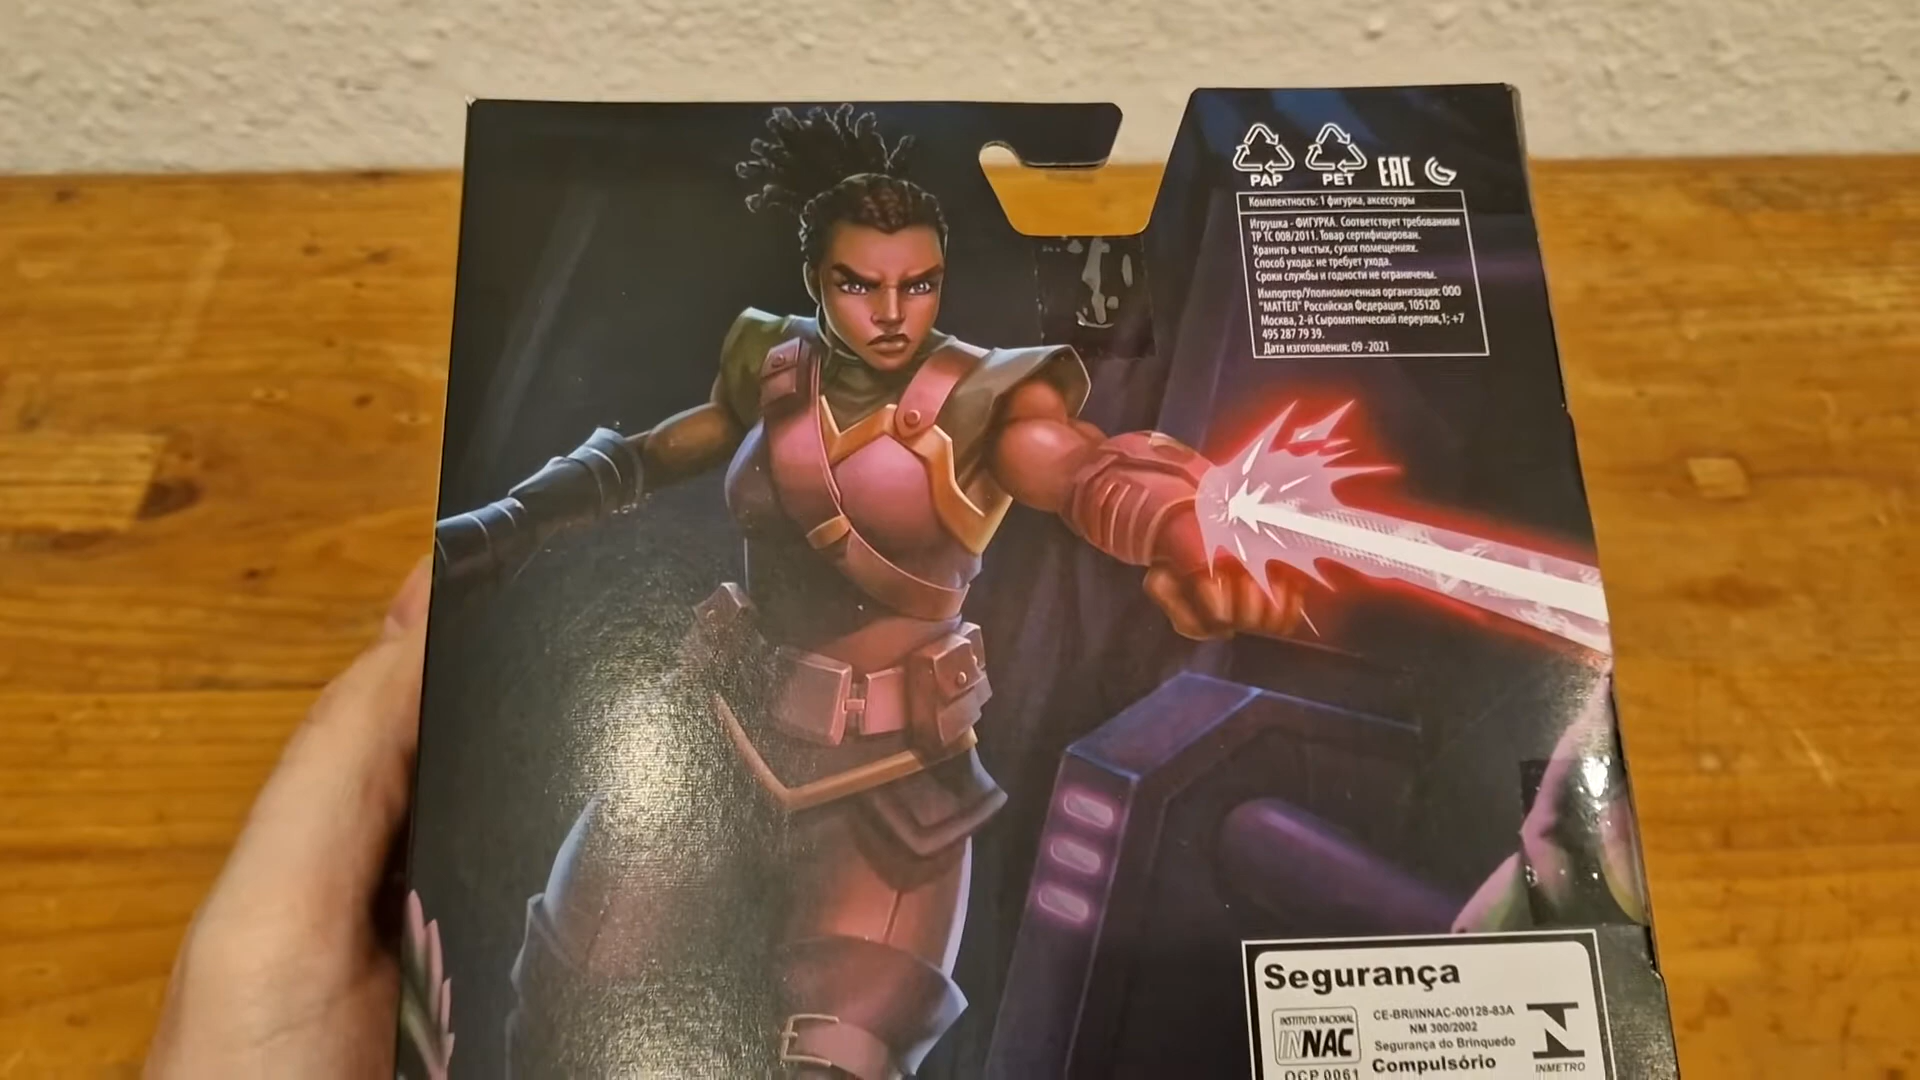 PAP
PET
EAC
Комплектность: 1 фигурка, аксессуары
Игрушка - ФИГУРКА. Соответствует требованиям
ТР ТС 008/2011. Товар сертифицирован.
Хранить в чистых, сухих помещениях.
Способ ухода: не требует ухода.
Сроки службы и годности не ограничены.
Импортер/Уполномоченная организация: ООО
"МАТТЕЛ" Российская Федерация, 105120
Москва, 2-й Сыромятнический переулок,1; +7
495 287 79 39.
Дата изготовления: 09 -2021
Segurança
INSTITUTO NACIONAL
INNAC
OCP 0061
CE-BRI/INNAC-00128-83A
NM 300/2002
Segurança do Brinquedo
Compulsório
INMETRO